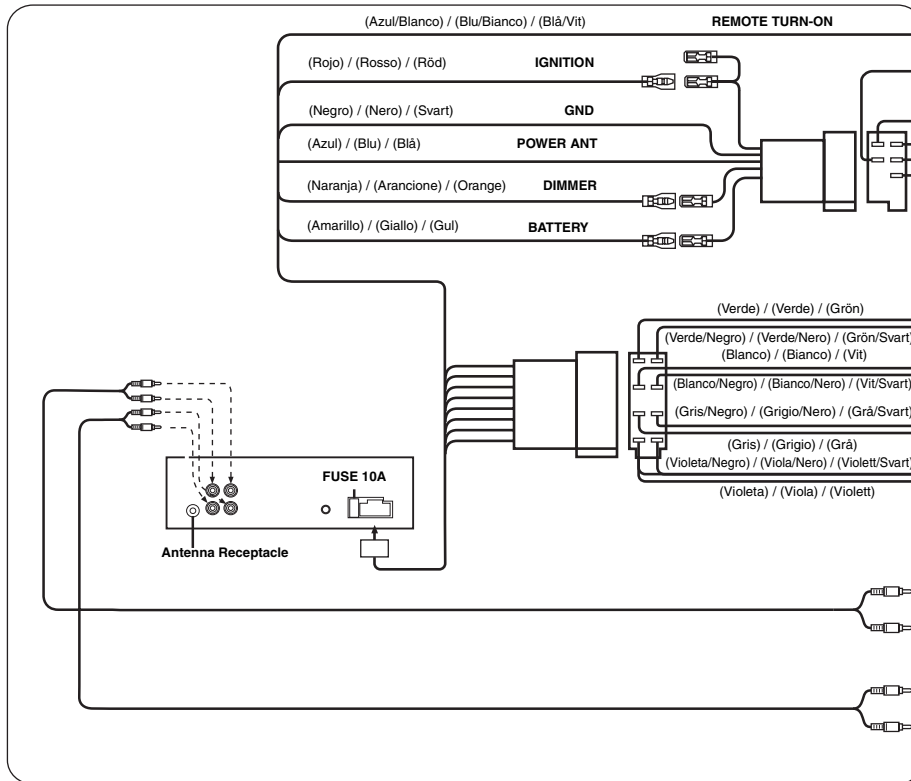 (Azul/Blanco) / (Blu/Bianco) / (Blå/Vit) REMOTE TURN-ON
(Rojo) / (Rosso) / (Röd) IGNITION
(Negro) / (Nero) / (Svart) GND
(Azul) / (Blu) / (Blå) POWER ANT
(Naranja) / (Arancione) / (Orange) DIMMER
(Amarillo) / (Giallo) / (Gul) BATTERY
(Verde) / (Verde) / (Grön)
(Verde/Negro) / (Verde/Nero) / (Grön/Svart)
(Blanco) / (Bianco) / (Vit)
(Blanco/Negro) / (Bianco/Nero) / (Vit/Svart)
(Gris/Negro) / (Grigio/Nero) / (Grå/Svart)
(Gris) / (Grigio) / (Grå)
(Violeta/Negro) / (Viola/Nero) / (Violett/Svart)
(Violeta) / (Viola) / (Violett)
FUSE 10A
Antenna Receptacle